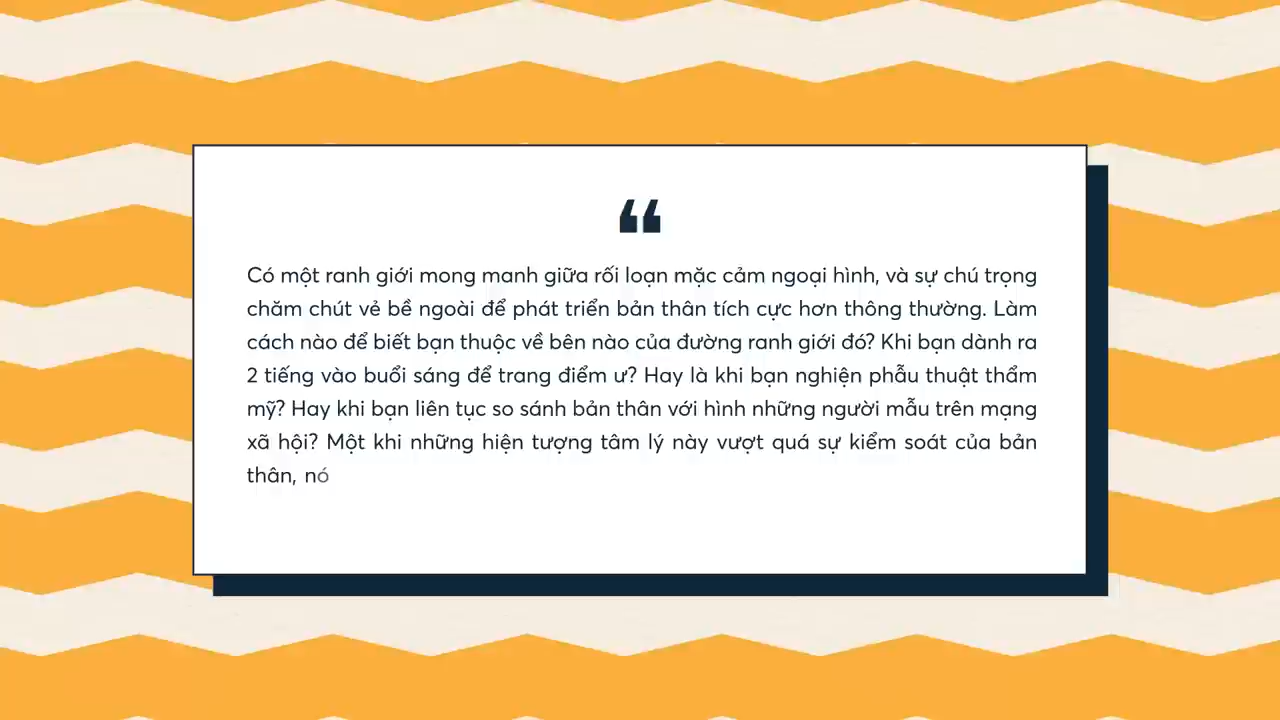 ❝
Có một ranh giới mong manh giữa rối loạn mặc cảm ngoại hình, và sự chú trọng
chăm chút vẻ bề ngoài để phát triển bản thân tích cực hơn thông thường. Làm
cách nào để biết bạn thuộc về bên nào của đường ranh giới đó? Khi bạn dành ra
2 tiếng vào buổi sáng để trang điểm ư? Hay là khi bạn nghiện phẫu thuật thẩm
mỹ? Hay khi bạn liên tục so sánh bản thân với hình những người mẫu trên mạng
xã hội? Một khi những hiện tượng tâm lý này vượt quá sự kiểm soát của bản
thân, nó